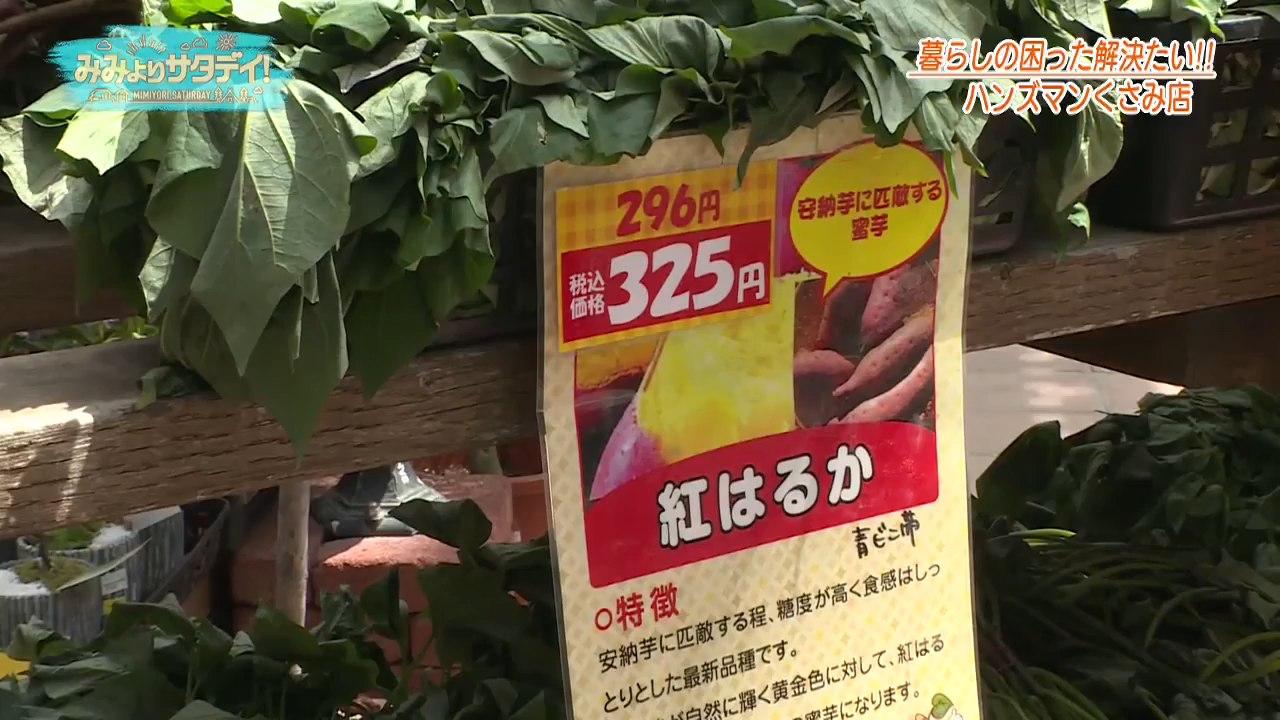 みみよりサタデイ!
MIMIYORI SATURDAY
暮らしの困った解決たい!!
ハンズマンくさみ店
296円
税込
価格
325円
安納芋に匹敵する
蜜芋
紅はるか
青ビニ帯
○特徴
安納芋に匹敵する程、糖度が高く食感はしっ
とりとした最新品種です。
が自然に輝く黄金色に対して、紅はる
蜜芋になります。